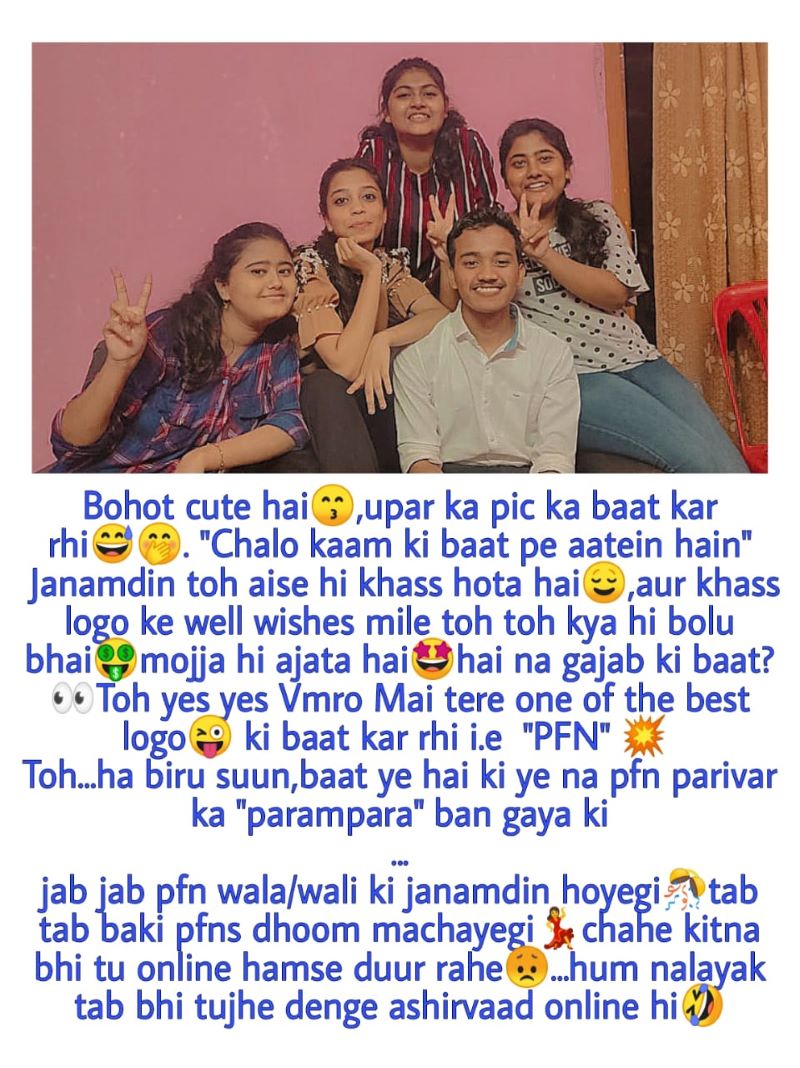 SOU
Bohot cute hai😙,upar ka pic ka baat kar
rhi😅🤭. "Chalo kaam ki baat pe aatein hain"
Janamdin toh aise hi khass hota hai😌,aur khass
logo ke well wishes mile toh toh kya hi bolu
bhai🤑mojja hi ajata hai🤩hai na gajab ki baat?
👀Toh yes yes Vmro Mai tere one of the best
logo😜 ki baat kar rhi i.e "PFN" 💥
Toh...ha biru suun,baat ye hai ki ye na pfn parivar
ka "parampara" ban gaya ki
...
jab jab pfn wala/wali ki janamdin hoyegi🎊tab
tab baki pfns dhoom machayegi💃chahe kitna
bhi tu online hamse duur rahe😞...hum nalayak
tab bhi tujhe denge ashirvaad online hi🤣